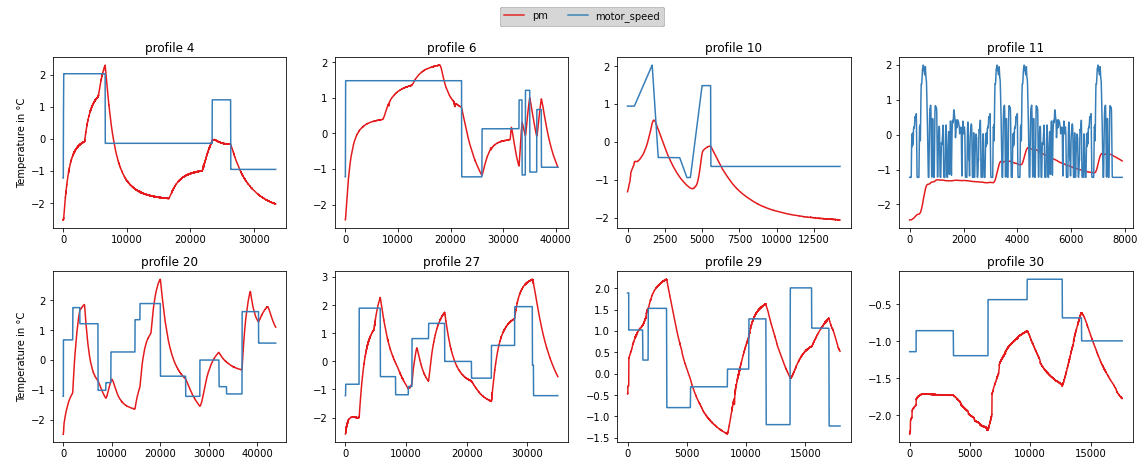 pm motor_speed
profile 4 profile 6 profile 10 profile 11
Temperature in °C
2 1 0 −1 −2
0 10000 20000 30000
2 1 0 −1 −2
0 10000 20000 30000 40000
2 1 0 −1 −2
0 2500 5000 7500 10000 12500
2 1 0 −1 −2
0 2000 4000 6000 8000
profile 20 profile 27 profile 29 profile 30
Temperature in °C
2 1 0 −1 −2
0 10000 20000 30000 40000
3 2 1 0 −1 −2
0 10000 20000 30000
2.0 1.5 1.0 0.5 0.0 −0.5 −1.0 −1.5
0 5000 10000 15000
−0.5 −1.0 −1.5 −2.0
0 5000 10000 15000